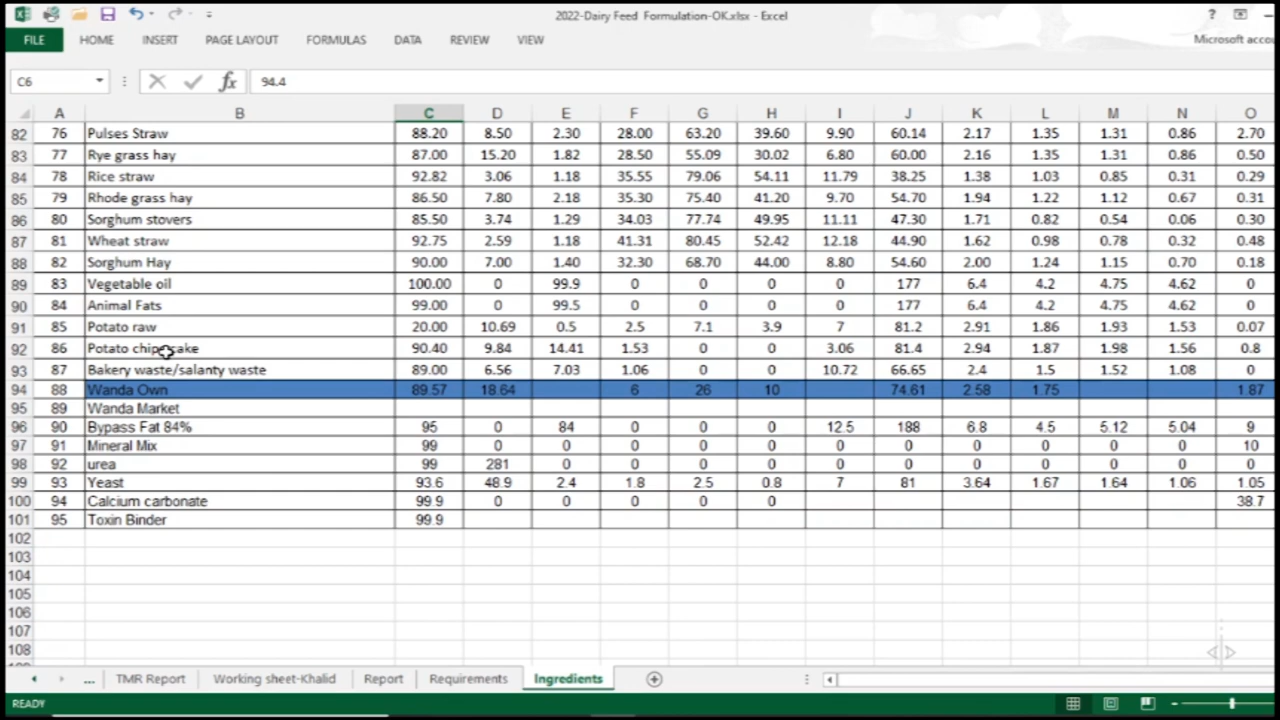 2022-Dairy Feed Formulation-OK.xlsx - Excel
FILE HOME INSERT PAGE LAYOUT FORMULAS DATA REVIEW VIEW Microsoft accou
C6 fx 94.4
A B C D E F G H I J K L M N O
82 76 Pulses Straw 88.20 8.50 2.30 28.00 63.20 39.60 9.90 60.14 2.17 1.35 1.31 0.86 2.70
83 77 Rye grass hay 87.00 15.20 1.82 28.50 55.09 30.02 6.80 60.00 2.16 1.35 1.31 0.86 0.50
84 78 Rice straw 92.82 3.06 1.18 35.55 79.06 54.11 11.79 38.25 1.38 1.03 0.85 0.31 0.29
85 79 Rhode grass hay 86.50 7.80 2.18 35.30 75.40 41.20 9.70 54.70 1.94 1.22 1.12 0.67 0.31
86 80 Sorghum stovers 85.50 3.74 1.29 34.03 77.74 49.95 11.11 47.30 1.71 0.82 0.54 0.06 0.30
87 81 Wheat straw 92.75 2.59 1.18 41.31 80.45 52.42 12.18 44.90 1.62 0.98 0.78 0.32 0.48
88 82 Sorghum Hay 90.00 7.00 1.40 32.30 68.70 44.00 8.80 54.60 2.00 1.24 1.15 0.70 0.18
89 83 Vegetable oil 100.00 0 99.9 0 0 0 0 177 6.4 4.2 4.75 4.62 0
90 84 Animal Fats 99.00 0 99.5 0 0 0 0 177 6.4 4.2 4.75 4.62 0
91 85 Potato raw 20.00 10.69 0.5 2.5 7.1 3.9 7 81.2 2.91 1.86 1.93 1.53 0.07
92 86 Potato chips cake 90.40 9.84 14.41 1.53 0 0 3.06 81.4 2.94 1.87 1.98 1.56 0.8
93 87 Bakery waste/salanty waste 89.00 6.56 7.03 1.06 0 0 10.72 66.65 2.4 1.5 1.52 1.08 0
94 88 Wanda Own 89.57 18.64 6 26 10 74.61 2.58 1.75 1.87
95 89 Wanda Market
96 90 Bypass Fat 84% 95 0 84 0 0 0 12.5 188 6.8 4.5 5.12 5.04 9
97 91 Mineral Mix 99 0 0 0 0 0 0 0 0 0 0 0 10
98 92 urea 99 281 0 0 0 0 0 0 0 0 0 0 0
99 93 Yeast 93.6 48.9 2.4 1.8 2.5 0.8 7 81 3.64 1.67 1.64 1.06 1.05
100 94 Calcium carbonate 99.9 0 0 0 0 0 38.7
101 95 Toxin Binder 99.9
102
103
104
105
106
107
108
... TMR Report Working sheet-Khalid Report Requirements Ingredients
READY